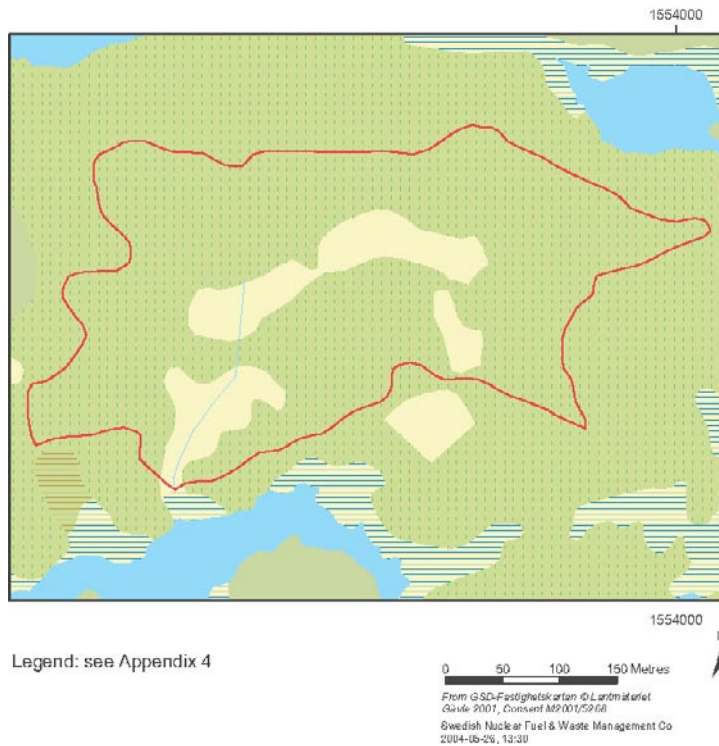 1554000
1554000
Legend: see Appendix 4
0 50 100 150 Metres
From GSD-Fastighetskartan © Lantmäteriet
Gävle 2001, Consent M2001/5268
Swedish Nuclear Fuel & Waste Management Co
2004-05-26, 13:30